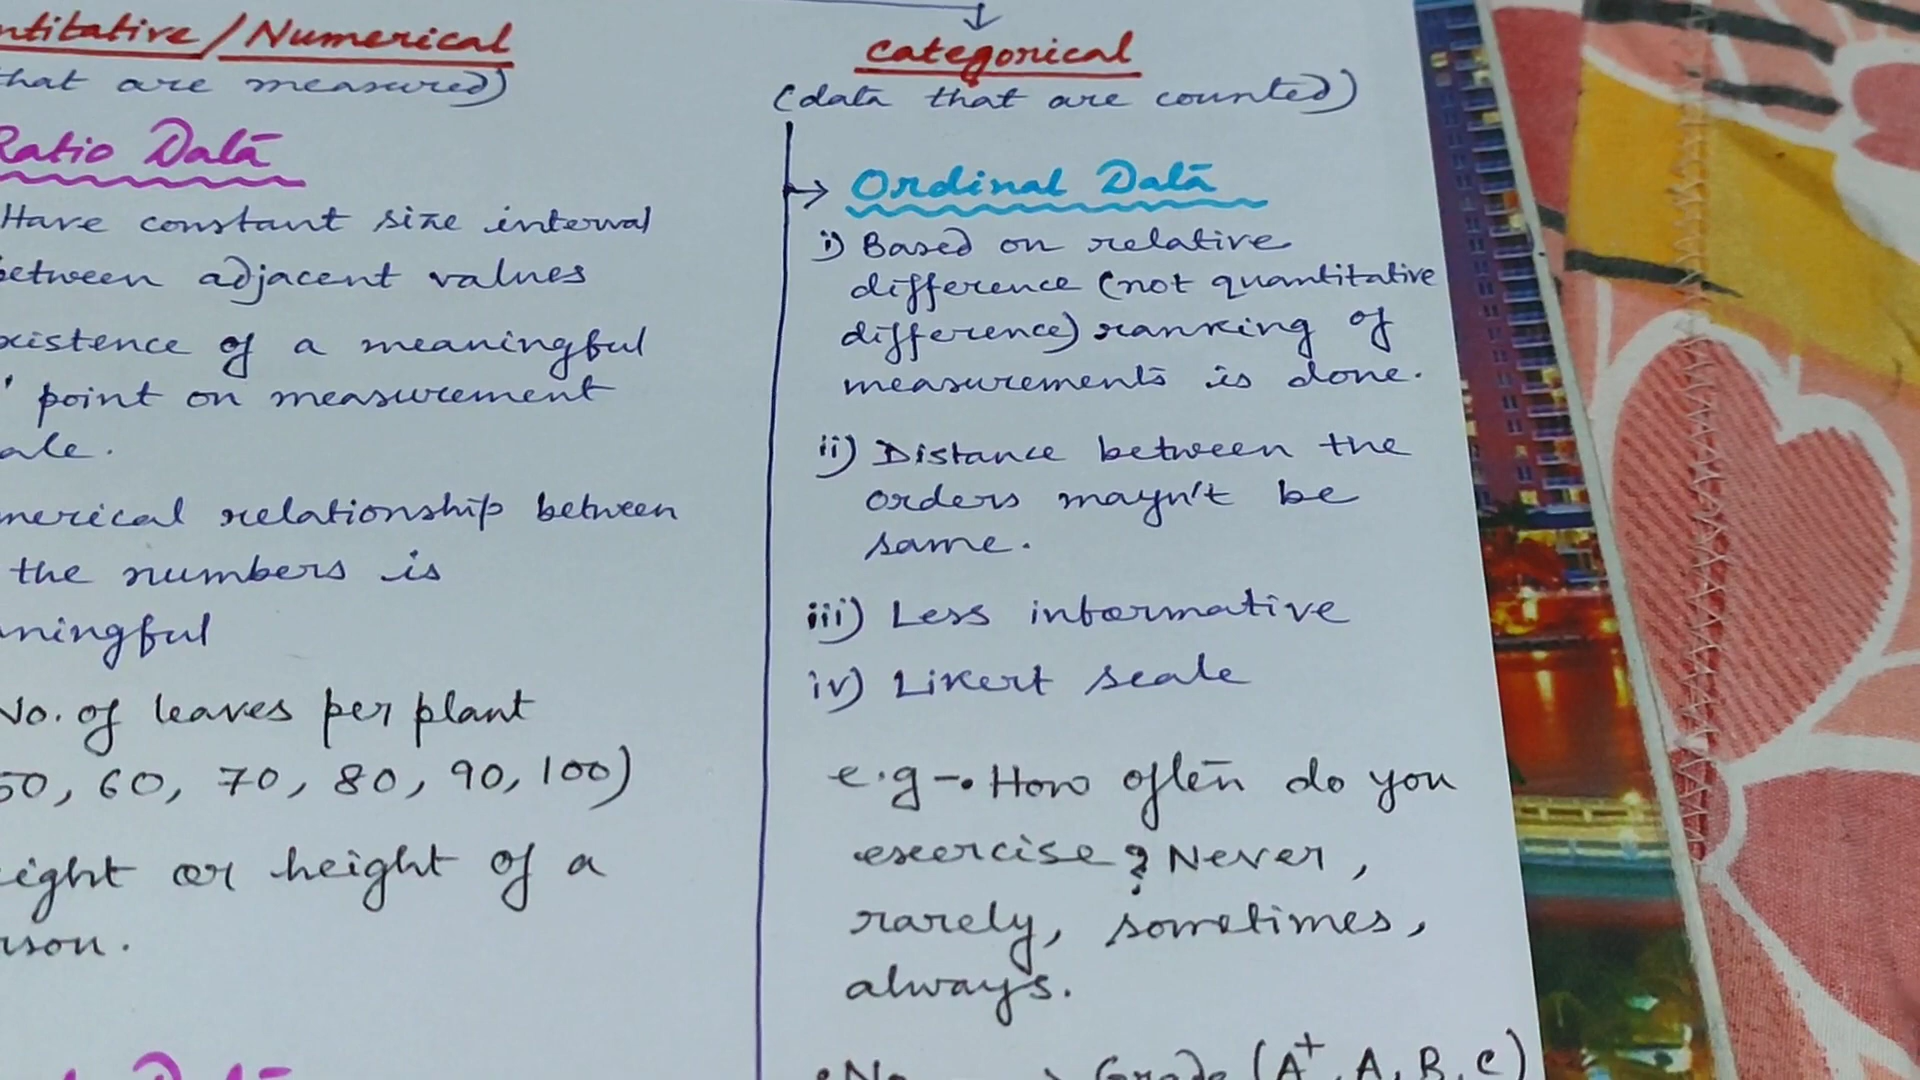 ntitative/Numerical
that are measured)
Ratio Data
Have constant size interval
between adjacent values
xistence of a meaningful
' point on measurement
ale.
merical relationship between
the numbers is
ningful
No. of leaves per plant
50, 60, 70, 80, 90, 100)
eight or height of a
rson.
Categorical
(data that are counted)
Ordinal Data
i) Based on relative
difference (not quantitative
difference) ranking of
measurements is done.
ii) Distance between the
orders mayn't be
same.
iii) Less informative
iv) Likert scale
e.g -• How often do you
exercise? Never,
rarely, sometimes,
always.
Grade (A+, A, B, C)